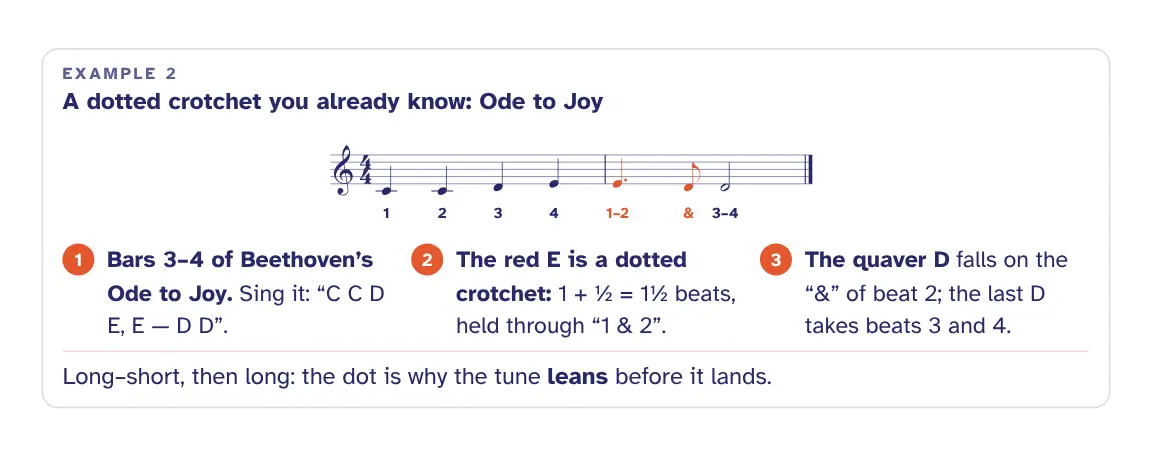 EXAMPLE 2
A dotted crotchet you already know: Ode to Joy
4
4
1 2 3 4 1–2 & 3–4
1 Bars 3–4 of Beethoven’s
Ode to Joy. Sing it: “C C D
E, E — D D”.
2 The red E is a dotted
crotchet: 1 + ½ = 1½ beats,
held through “1 & 2”.
3 The quaver D falls on the
“&” of beat 2; the last D
takes beats 3 and 4.
Long–short, then long: the dot is why the tune leans before it lands.